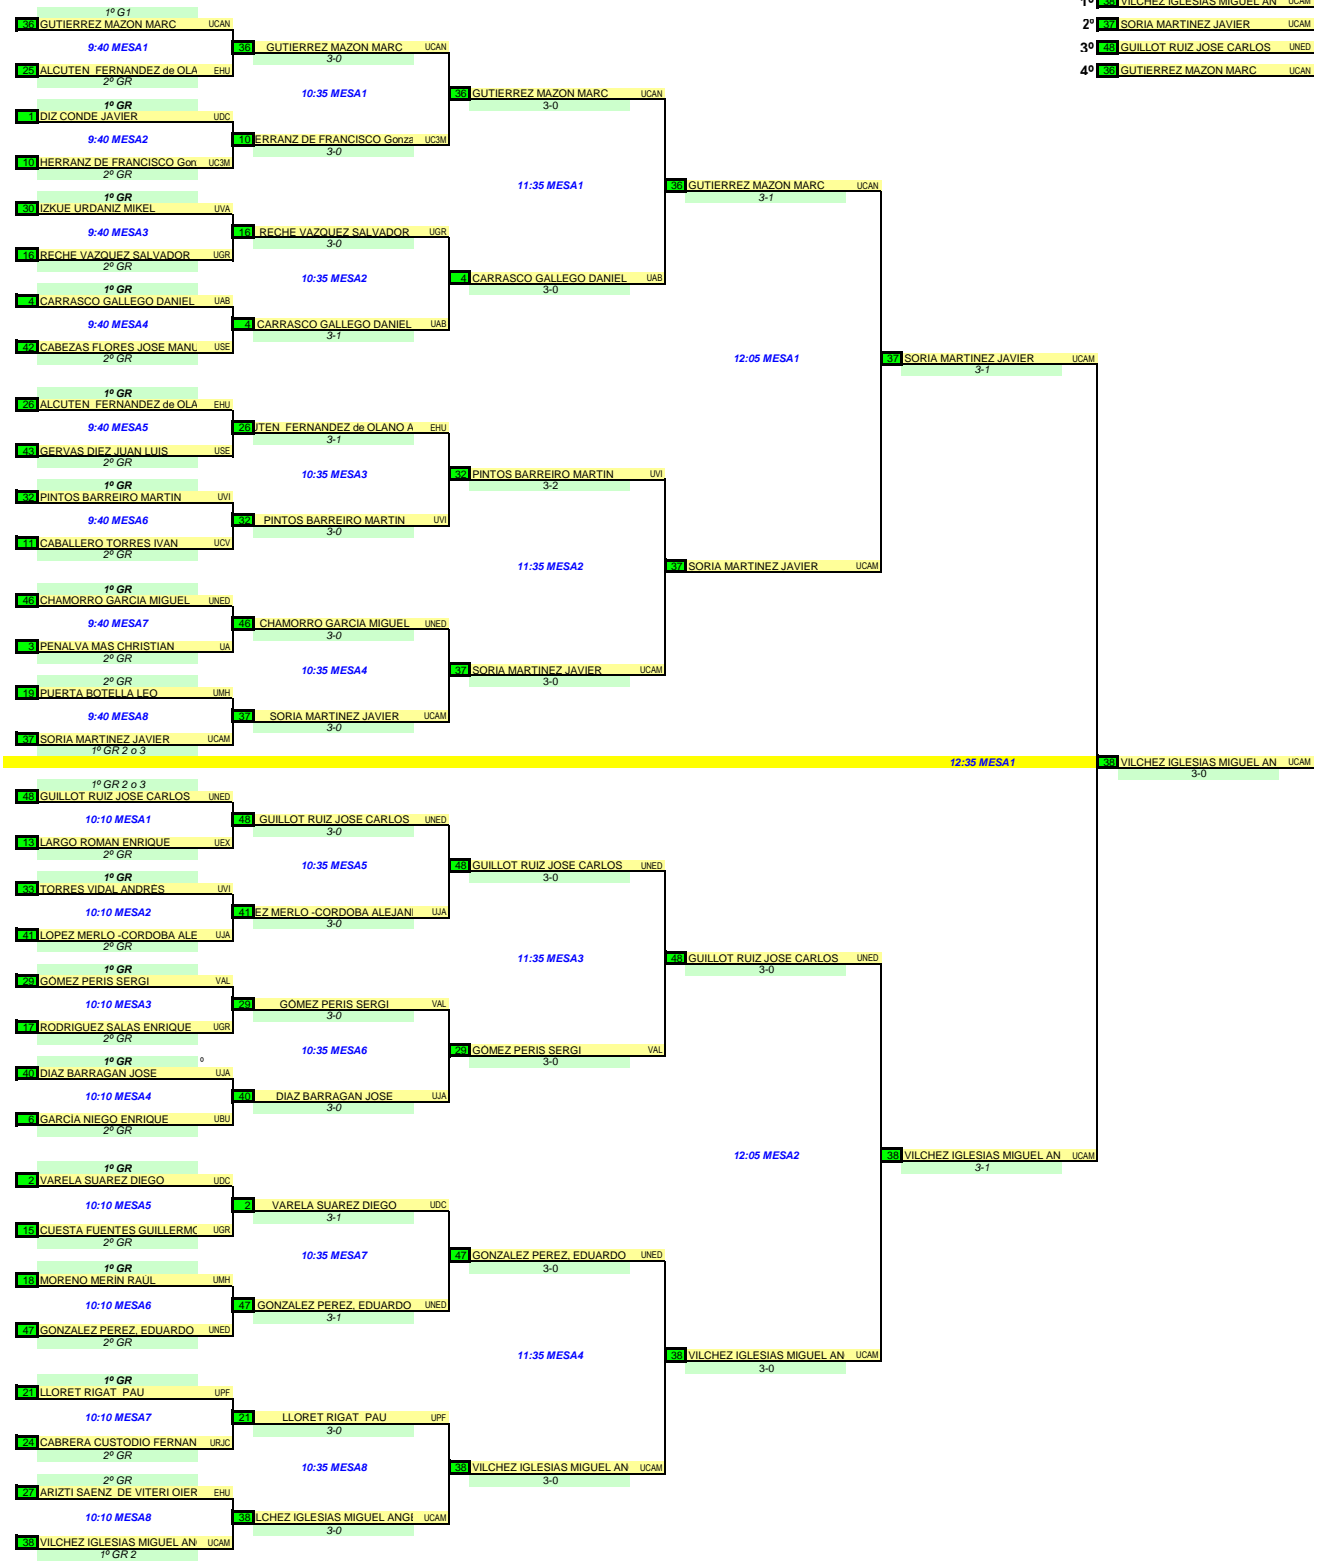 1º 38 VILCHEZ IGLESIAS MIGUEL AN UCAM
2º 37 SORIA MARTINEZ JAVIER UCAM
3º 48 GUILLOT RUIZ JOSE CARLOS UNED
4º 36 GUTIERREZ MAZON MARC UCAN
1º G1
36 GUTIERREZ MAZON MARC UCAN
9:40 MESA1
25 ALCUTEN FERNANDEZ de OLA EHU
2º GR
1º GR
1 DIZ CONDE JAVIER UDC
9:40 MESA2
10 HERRANZ DE FRANCISCO Gon UC3M
2º GR
1º GR
30 IZKUE URDANIZ MIKEL UVA
9:40 MESA3
16 RECHE VAZQUEZ SALVADOR UGR
2º GR
1º GR
4 CARRASCO GALLEGO DANIEL UAB
9:40 MESA4
42 CABEZAS FLORES JOSE MANU USE
2º GR
1º GR
26 ALCUTEN FERNANDEZ de OLA EHU
9:40 MESA5
43 GERVAS DIEZ JUAN LUIS USE
2º GR
1º GR
32 PINTOS BARREIRO MARTIN UVI
9:40 MESA6
11 CABALLERO TORRES IVAN UCV
2º GR
1º GR
46 CHAMORRO GARCIA MIGUEL UNED
9:40 MESA7
3 PENALVA MAS CHRISTIAN UA
2º GR
2º GR
19 PUERTA BOTELLA LEO UMH
9:40 MESA8
37 SORIA MARTINEZ JAVIER UCAM
1º GR 2 o 3
1º GR 2 o 3
48 GUILLOT RUIZ JOSE CARLOS UNED
10:10 MESA1
13 LARGO ROMAN ENRIQUE UEX
2º GR
1º GR
33 TORRES VIDAL ANDRÉS UVI
10:10 MESA2
41 LOPEZ MERLO -CORDOBA ALE UJA
2º GR
1º GR
29 GÓMEZ PERIS SERGI VAL
10:10 MESA3
17 RODRIGUEZ SALAS ENRIQUE UGR
2º GR
1º GR 0
40 DIAZ BARRAGAN JOSE UJA
10:10 MESA4
6 GARCÍA NIEGO ENRIQUE UBU
2º GR
1º GR
2 VARELA SUAREZ DIEGO UDC
10:10 MESA5
15 CUESTA FUENTES GUILLERMO UGR
2º GR
1º GR
18 MORENO MERÍN RAÚL UMH
10:10 MESA6
47 GONZALEZ PEREZ, EDUARDO UNED
2º GR
1º GR
21 LLORET RIGAT PAU UPF
10:10 MESA7
24 CABRERA CUSTODIO FERNAN URJC
2º GR
2º GR
27 ARIZTI SAENZ DE VITERI OIER EHU
10:10 MESA8
38 VILCHEZ IGLESIAS MIGUEL AN UCAM
1º GR 2
36 GUTIERREZ MAZON MARC UCAN
3-0
10:35 MESA1
10 ERRANZ DE FRANCISCO Gonza UC3M
3-0
16 RECHE VAZQUEZ SALVADOR UGR
3-0
10:35 MESA2
4 CARRASCO GALLEGO DANIEL UAB
3-1
26 UTEN FERNANDEZ de OLANO A EHU
3-1
10:35 MESA3
32 PINTOS BARREIRO MARTIN UVI
3-0
46 CHAMORRO GARCIA MIGUEL UNED
3-0
10:35 MESA4
37 SORIA MARTINEZ JAVIER UCAM
3-0
48 GUILLOT RUIZ JOSE CARLOS UNED
3-0
10:35 MESA5
41 EZ MERLO -CORDOBA ALEJAN UJA
3-0
29 GÓMEZ PERIS SERGI VAL
3-0
10:35 MESA6
40 DIAZ BARRAGAN JOSE UJA
3-0
2 VARELA SUAREZ DIEGO UDC
3-1
10:35 MESA7
47 GONZALEZ PEREZ, EDUARDO UNED
3-1
21 LLORET RIGAT PAU UPF
3-0
10:35 MESA8
38 LCHEZ IGLESIAS MIGUEL ANGE UCAM
3-0
36 GUTIERREZ MAZON MARC UCAN
3-0
11:35 MESA1
4 CARRASCO GALLEGO DANIEL UAB
3-0
32 PINTOS BARREIRO MARTIN UVI
3-2
11:35 MESA2
37 SORIA MARTINEZ JAVIER UCAM
3-0
48 GUILLOT RUIZ JOSE CARLOS UNED
3-0
11:35 MESA3
29 GÓMEZ PERIS SERGI VAL
3-0
47 GONZALEZ PEREZ, EDUARDO UNED
3-0
11:35 MESA4
38 VILCHEZ IGLESIAS MIGUEL AN UCAM
3-0
36 GUTIERREZ MAZON MARC UCAN
3-1
12:05 MESA1
37 SORIA MARTINEZ JAVIER UCAM
48 GUILLOT RUIZ JOSE CARLOS UNED
3-0
12:05 MESA2
38 VILCHEZ IGLESIAS MIGUEL AN UCAM
3-0
37 SORIA MARTINEZ JAVIER UCAM
3-1
12:35 MESA1
38 VILCHEZ IGLESIAS MIGUEL AN UCAM
3-1
38 VILCHEZ IGLESIAS MIGUEL AN UCAM
3-0